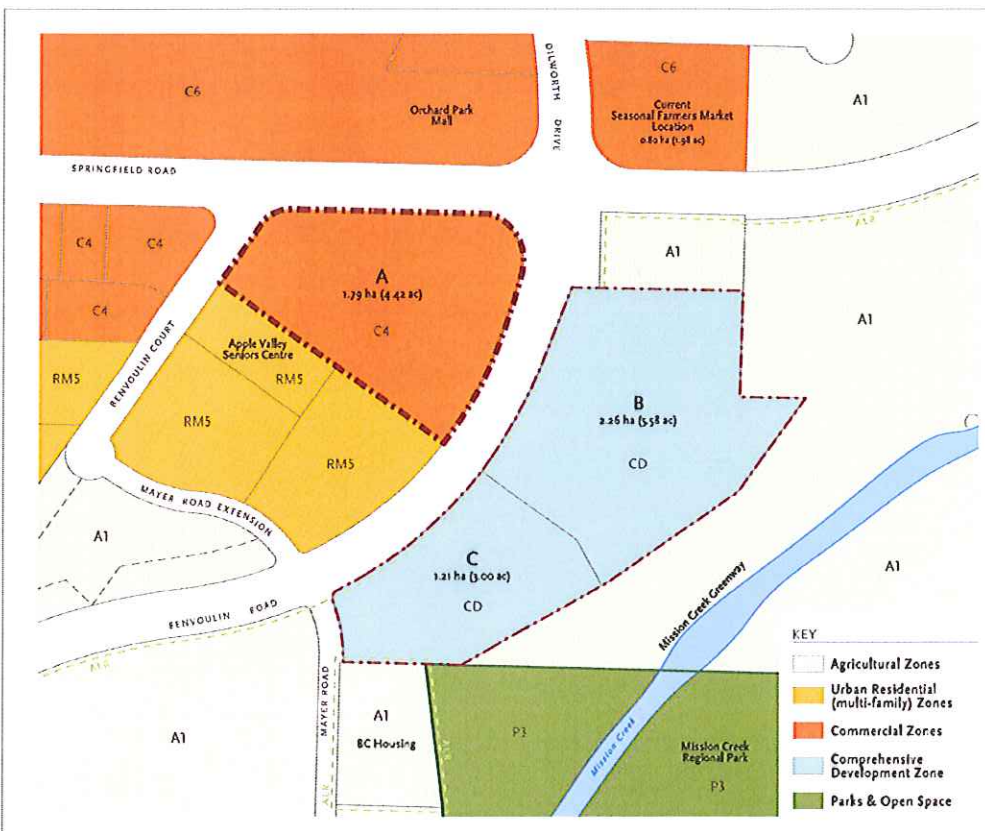 C6
Orchard Park
Mall
DILWORTH DRIVE
C6
Current
Seasonal Farmers Market
Location
0.80 ha (1.98 ac)
A1
SPRINGFIELD ROAD
ALR
C4
C4
C4
A
1.79 ha (4.42 ac)
C4
A1
A1
BENVOULIN COURT
Apple Valley
Seniors Centre
RM5
RM5
RM5
RM5
B
2.26 ha (5.58 ac)
CD
MAYER ROAD EXTENSION
A1
C
1.21 ha (3.00 ac)
CD
A1
BENVOULIN ROAD
ALR
Mission Creek Greenway
MAYER ROAD
ALR
A1
A1
BC Housing
ALR
P3
Mission Creek
Mission Creek
Regional Park
P3
KEY
Agricultural Zones
Urban Residential
(multi-family) Zones
Commercial Zones
Comprehensive
Development Zone
Parks & Open Space